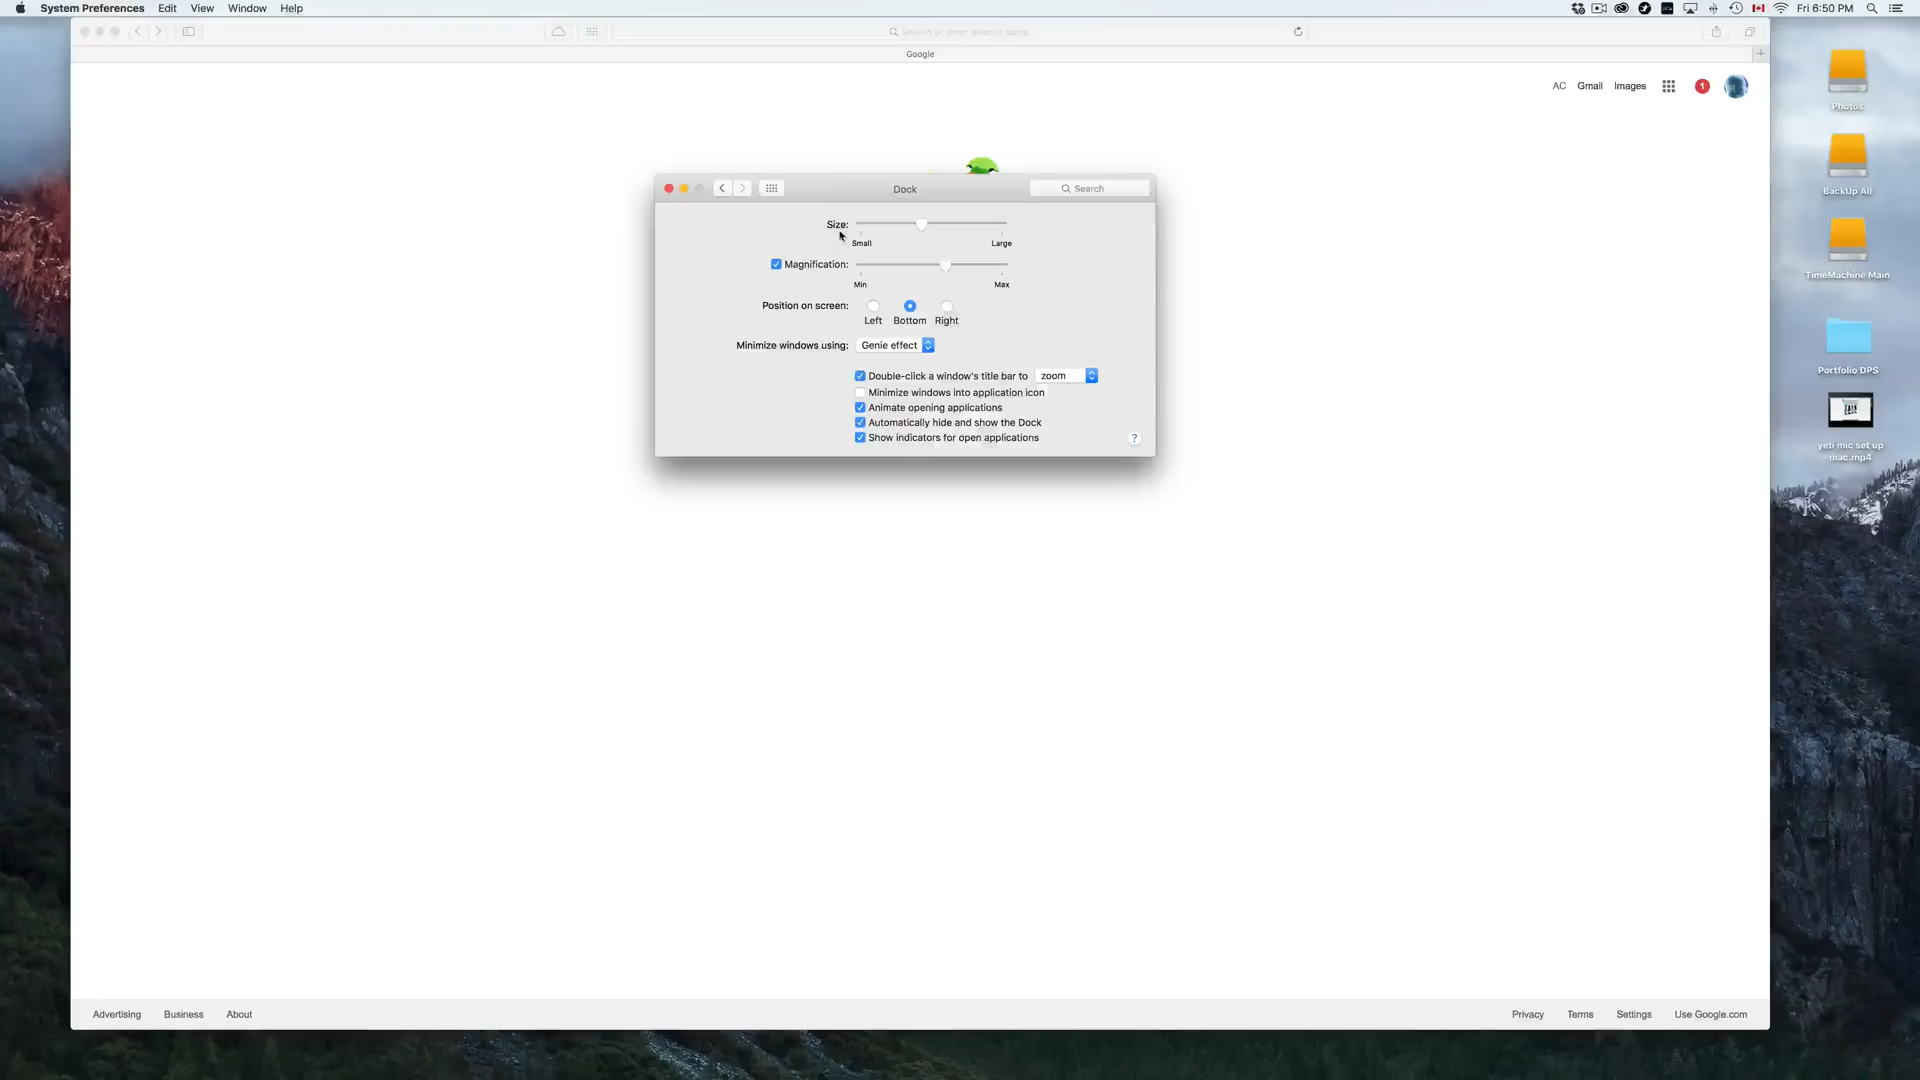 System Preferences Edit View Window Help Fri 6:50 PM
Google
AC Gmail Images 1
Photos
BackUp All
TimeMachine Main
Portfolio DPS
yeti mic set up
mac.mp4
Dock Search
Size:
Small Large
Magnification:
Min Max
Position on screen:
Left Bottom Right
Minimize windows using: Genie effect
Double-click a window's title bar to zoom
Minimize windows into application icon
Animate opening applications
Automatically hide and show the Dock
Show indicators for open applications ?
Advertising Business About Privacy Terms Settings Use Google.com